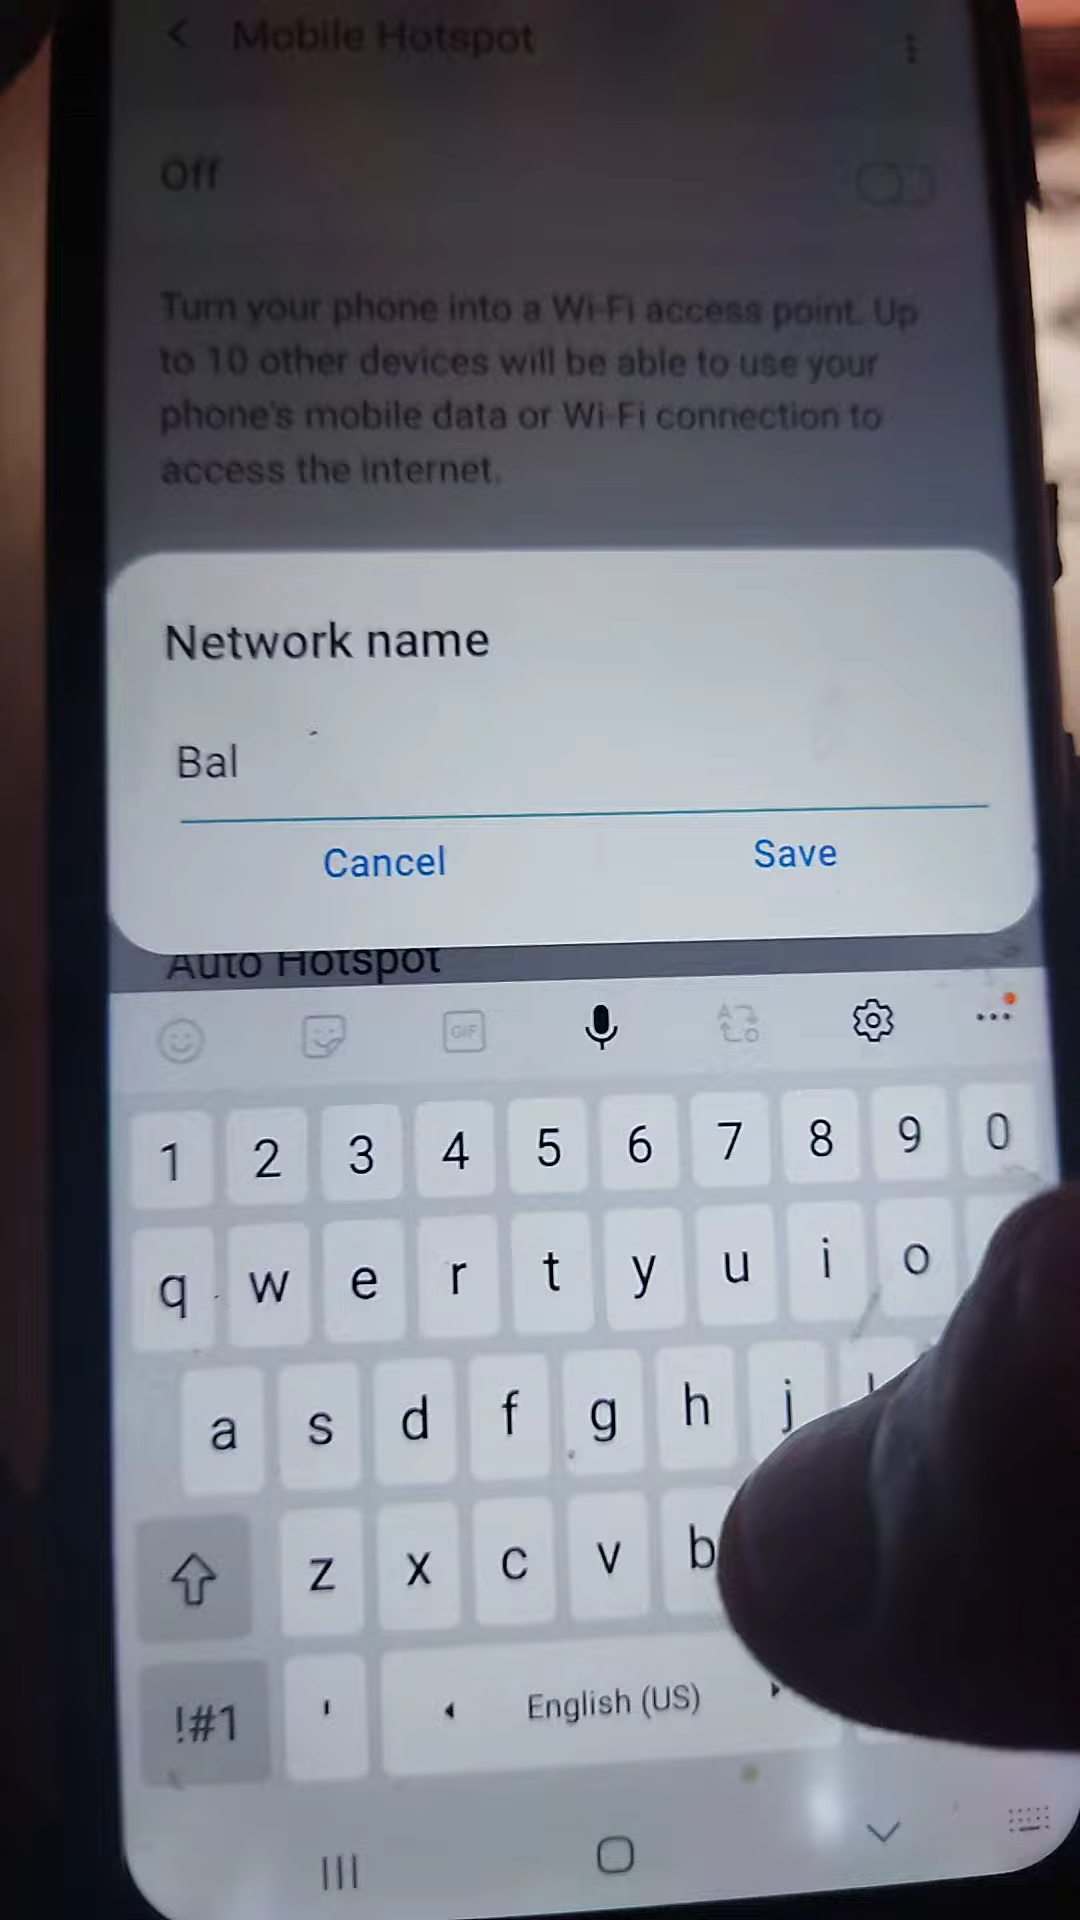 Mobile Hotspot
Off
Turn your phone into a Wi-Fi access point. Up
to 10 other devices will be able to use your
phone's mobile data or Wi-Fi connection to
access the internet.
Network name
Bal
Cancel Save
Auto Hotspot
GIF
1 2 3 4 5 6 7 8 9 0
q w e r t y u i o
a s d f g h j
z x c v b
!#1 ' English (US)